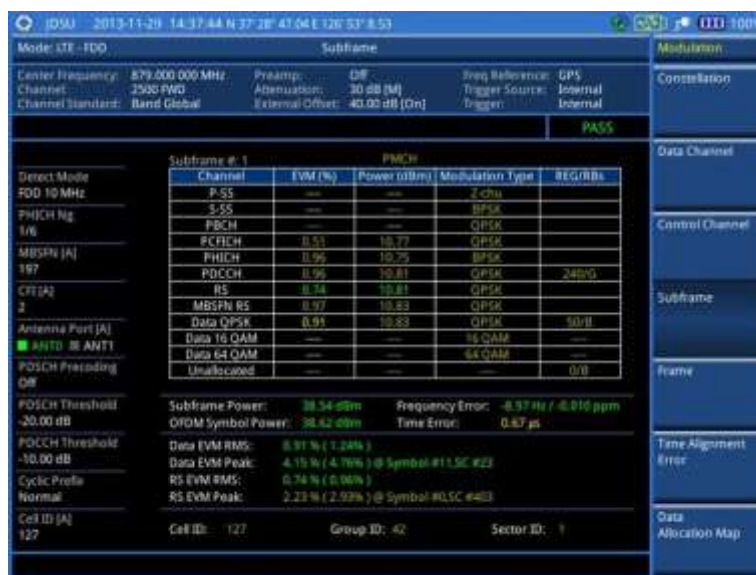 JDSU 2013-11-29 14:37:44 N 37° 28' 47.04 E 126° 53' 8.53 100%
Mode: LTE - FDD Subframe Modulation
Center Frequency: 879.000 000 MHz Preamp: Off Freq Reference: GPS
Channel: 2500 FWD Attenuation: 30 dB [M] Trigger Source: Internal
Channel Standard: Band Global External Offset: 40.00 dB [On] Trigger: Internal
PASS
Constellation
Data Channel
Control Channel
Subframe
Frame
Time Alignment Error
Data Allocation Map
Detect Mode
FDD 10 MHz
PHICH Ng
1/6
MBSFN [A]
197
CFI [A]
2
Antenna Port [A]
ANT0 ANT1
PDSCH Precoding
Off
PDSCH Threshold
-20.00 dB
PDCCH Threshold
-10.00 dB
Cyclic Prefix
Normal
Cell ID [A]
127
Subframe #: 1 PMCH
Channel EVM (%) Power (dBm) Modulation Type REG/RBs
P-SS --- --- Z-chu
S-SS --- --- BPSK
PBCH --- --- QPSK
PCFICH 0.51 10.77 QPSK
PHICH 0.96 10.75 BPSK
PDCCH 0.96 10.81 QPSK 240/G
RS 0.74 10.81 QPSK
MBSFN RS 0.97 10.83 QPSK
Data QPSK 0.91 10.83 QPSK 50/B
Data 16 QAM --- --- 16 QAM ---
Data 64 QAM --- --- 64 QAM ---
Unallocated --- --- --- 0/B
Subframe Power: 38.54 dBm Frequency Error: -8.97 Hz / -0.010 ppm
OFDM Symbol Power: 38.62 dBm Time Error: 0.67 µs
Data EVM RMS: 0.91 % ( 1.24% )
Data EVM Peak: 4.15 % ( 4.76% ) @ Symbol #11,SC #23
RS EVM RMS: 0.74 % ( 0.96% )
RS EVM Peak: 2.23 % ( 2.93% ) @ Symbol #0,SC #403
Cell ID: 127 Group ID: 42 Sector ID: 1